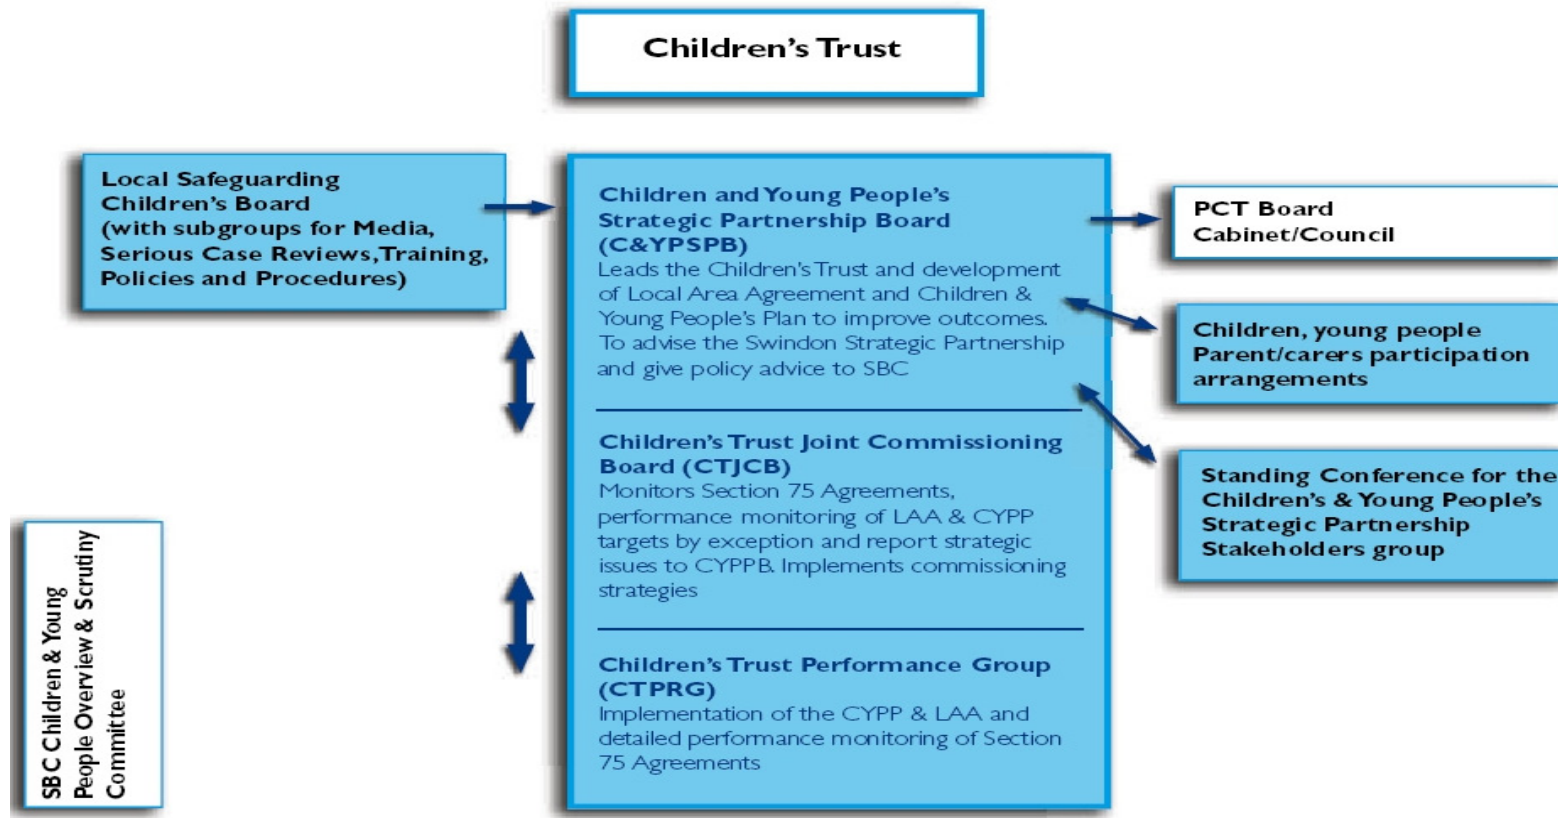 Children's Trust
Local Safeguarding
Children's Board
(with subgroups for Media,
Serious Case Reviews, Training,
Policies and Procedures)
Children and Young People's
Strategic Partnership Board
(C&YPSPB)
Leads the Children's Trust and development
of Local Area Agreement and Children &
Young People's Plan to improve outcomes.
To advise the Swindon Strategic Partnership
and give policy advice to SBC
Children's Trust Joint Commissioning
Board (CTJCB)
Monitors Section 75 Agreements,
performance monitoring of LAA & CYPP
targets by exception and report strategic
issues to CYPPB. Implements commissioning
strategies
Children's Trust Performance Group
(CTPRG)
Implementation of the CYPP & LAA and
detailed performance monitoring of Section
75 Agreements
PCT Board
Cabinet/Council
Children, young people
Parent/carers participation
arrangements
Standing Conference for the
Children's & Young People's
Strategic Partnership
Stakeholders group
SBC Children & Young
People Overview & Scrutiny
Committee